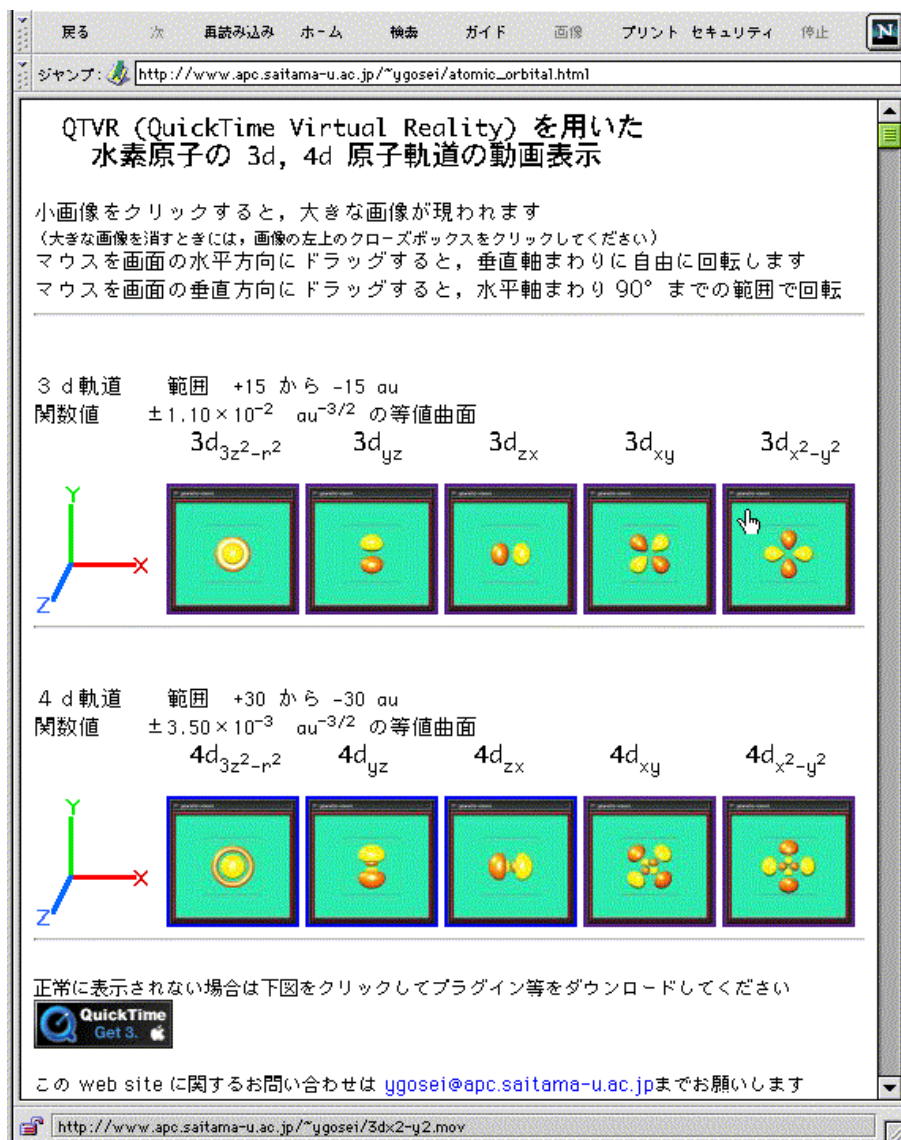 戻る 次 再読み込み ホーム 検索 ガイド 画像 プリント セキュリティ 停止 N
ジャンプ: http://www.apc.saitama-u.ac.jp/~ygosei/atomic_orbital.html
QTVR (QuickTime Virtual Reality) を用いた
水素原子の 3d, 4d 原子軌道の動画表示
小画像をクリックすると，大きな画像が現われます
（大きな画像を消すときには，画像の左上のクローズボックスをクリックしてください）
マウスを画面の水平方向にドラッグすると，垂直軸まわりに自由に回転します
マウスを画面の垂直方向にドラッグすると，水平軸まわり 90° までの範囲で回転
３ｄ軌道 範囲 +15 から -15 au
関数値 ±1.10×10⁻² au⁻³/² の等値曲面
3d3z²-r² 3dyz 3dzx 3dxy 3dx²-y²
Y
X
Z
４ｄ軌道 範囲 +30 から -30 au
関数値 ±3.50×10⁻³ au⁻³/² の等値曲面
4d3z²-r² 4dyz 4dzx 4dxy 4dx²-y²
Y
X
Z
正常に表示されない場合は下図をクリックしてプラグイン等をダウンロードしてください
QuickTime
Get 3.
この web site に関するお問い合わせは ygosei@apc.saitama-u.ac.jpまでお願いします
http://www.apc.saitama-u.ac.jp/~ygosei/3dx2-y2.mov